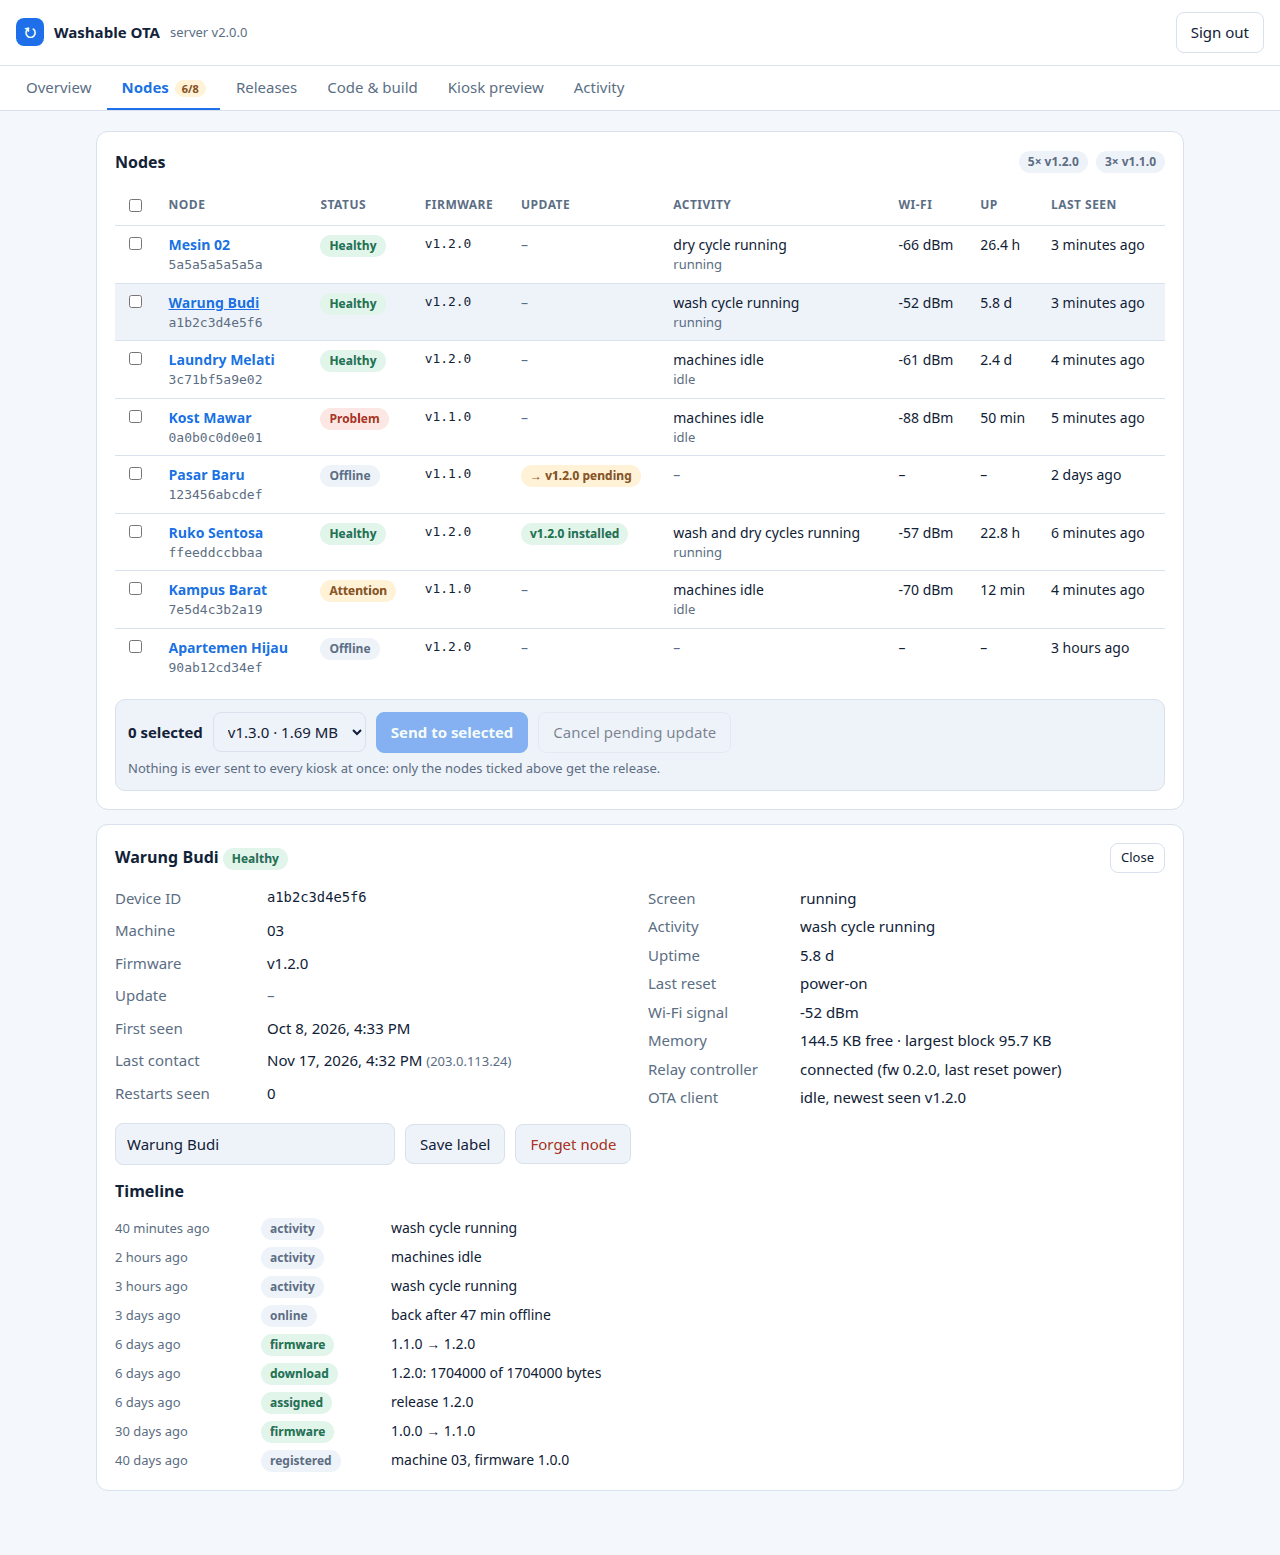 ↻ Washable OTA server v2.0.0 Sign out
Overview Nodes 6/8 Releases Code & build Kiosk preview Activity
Nodes 5× v1.2.0 3× v1.1.0
NODE STATUS FIRMWARE UPDATE ACTIVITY WI-FI UP LAST SEEN
Mesin 02 Healthy v1.2.0 – dry cycle running -66 dBm 26.4 h 3 minutes ago
5a5a5a5a5a5a running
Warung Budi Healthy v1.2.0 – wash cycle running -52 dBm 5.8 d 3 minutes ago
a1b2c3d4e5f6 running
Laundry Melati Healthy v1.2.0 – machines idle -61 dBm 2.4 d 4 minutes ago
3c71bf5a9e02 idle
Kost Mawar Problem v1.1.0 – machines idle -88 dBm 50 min 5 minutes ago
0a0b0c0d0e01 idle
Pasar Baru Offline v1.1.0 → v1.2.0 pending – – – 2 days ago
123456abcdef
Ruko Sentosa Healthy v1.2.0 v1.2.0 installed wash and dry cycles running -57 dBm 22.8 h 6 minutes ago
ffeeddccbbaa running
Kampus Barat Attention v1.1.0 – machines idle -70 dBm 12 min 4 minutes ago
7e5d4c3b2a19 idle
Apartemen Hijau Offline v1.2.0 – – – – 3 hours ago
90ab12cd34ef
0 selected v1.3.0 · 1.69 MB Send to selected Cancel pending update
Nothing is ever sent to every kiosk at once: only the nodes ticked above get the release.
Warung Budi Healthy Close
Device ID a1b2c3d4e5f6
Machine 03
Firmware v1.2.0
Update –
First seen Oct 8, 2026, 4:33 PM
Last contact Nov 17, 2026, 4:32 PM (203.0.113.24)
Restarts seen 0
Screen running
Activity wash cycle running
Uptime 5.8 d
Last reset power-on
Wi-Fi signal -52 dBm
Memory 144.5 KB free · largest block 95.7 KB
Relay controller connected (fw 0.2.0, last reset power)
OTA client idle, newest seen v1.2.0
Warung Budi Save label Forget node
Timeline
40 minutes ago activity wash cycle running
2 hours ago activity machines idle
3 hours ago activity wash cycle running
3 days ago online back after 47 min offline
6 days ago firmware 1.1.0 → 1.2.0
6 days ago download 1.2.0: 1704000 of 1704000 bytes
6 days ago assigned release 1.2.0
30 days ago firmware 1.0.0 → 1.1.0
40 days ago registered machine 03, firmware 1.0.0